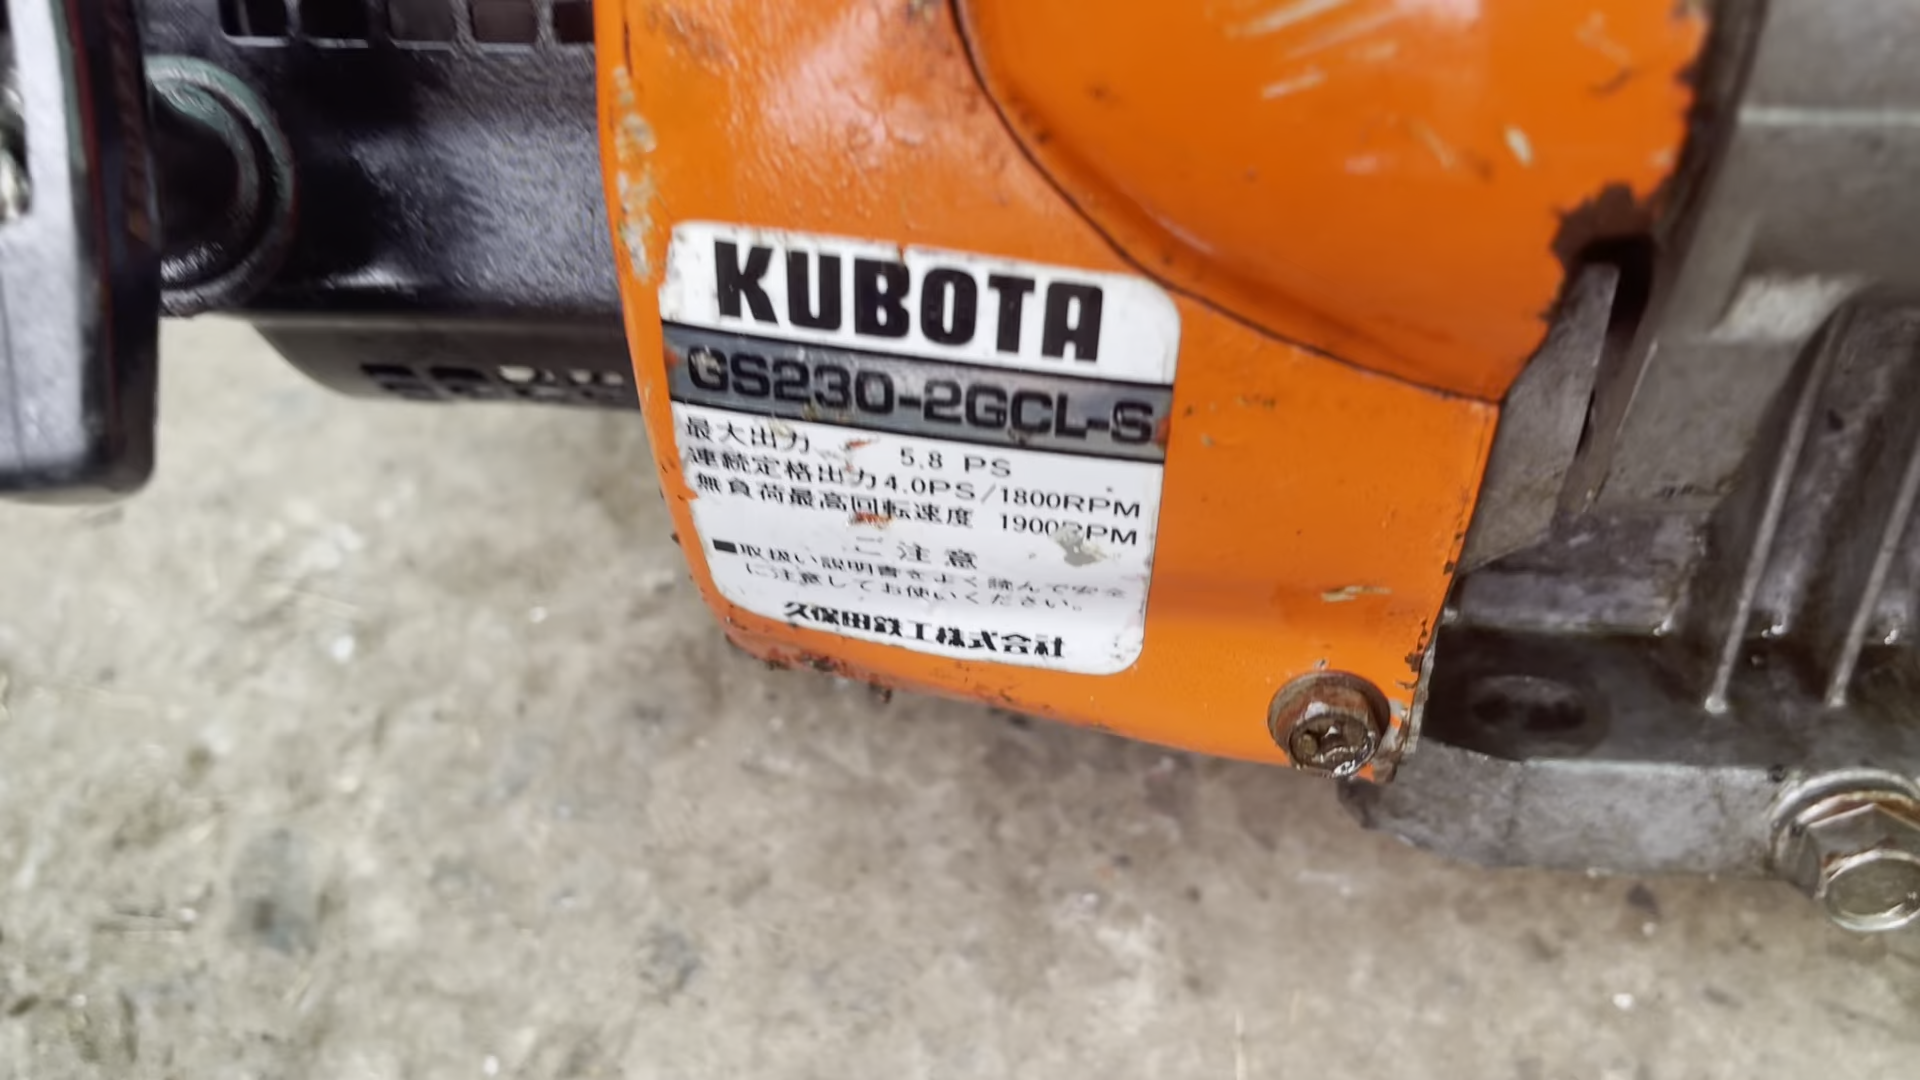 KUBOTA
GS230-2GCL-S
最大出力 5.8 PS
連続定格出力4.0PS/1800RPM
無負荷最高回転速度 1900RPM
ご注意
■取扱い説明書をよく読んで安全
に注意してお使いください。
久保田鉄工株式会社